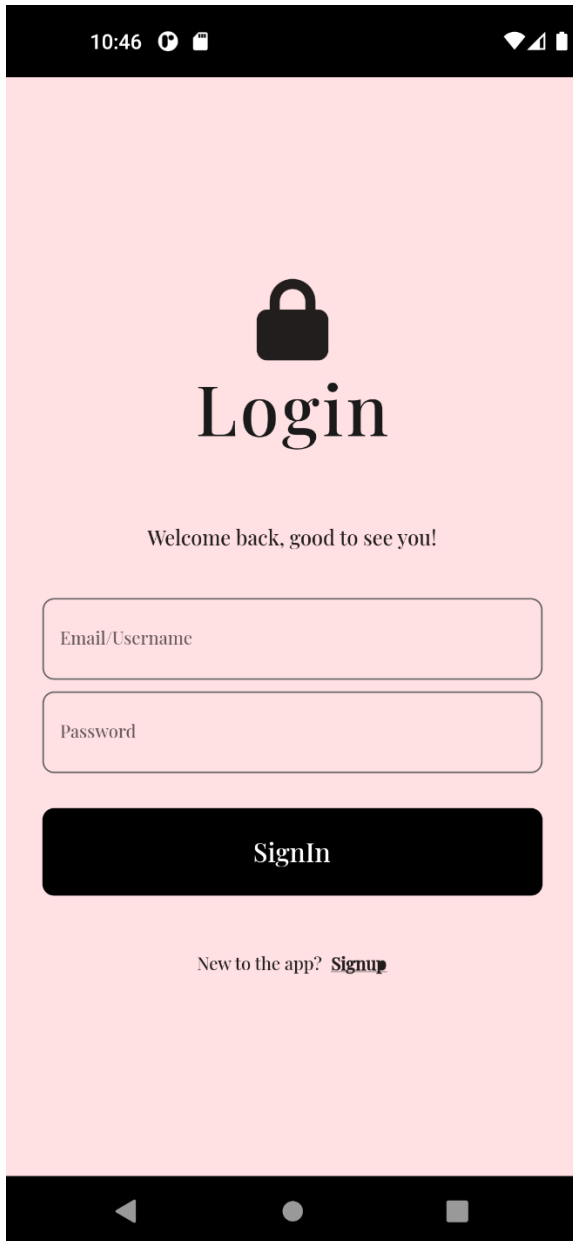 10:46
Login
Welcome back, good to see you!
Email/Username
Password
SignIn
New to the app? Signup